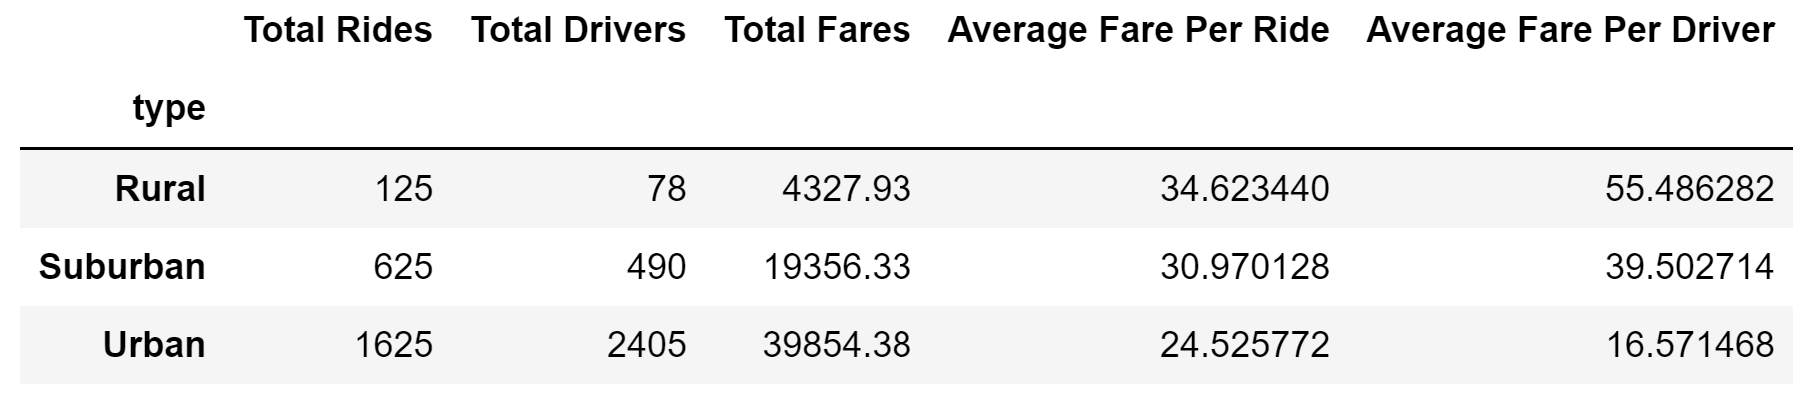 Total Rides Total Drivers Total Fares Average Fare Per Ride Average Fare Per Driver
type
Rural 125 78 4327.93 34.623440 55.486282
Suburban 625 490 19356.33 30.970128 39.502714
Urban 1625 2405 39854.38 24.525772 16.571468